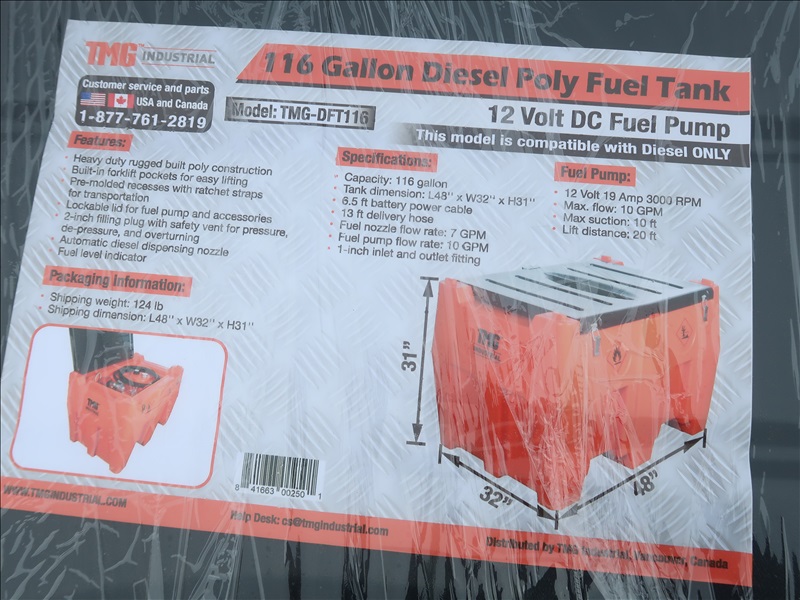 TMG INDUSTRIAL
Customer service and parts
USA and Canada
1-877-761-2819
116 Gallon Diesel Poly Fuel Tank
Model: TMG-DFT116
12 Volt DC Fuel Pump
This model is compatible with Diesel ONLY
Features:
• Heavy duty rugged built poly construction
• Built-in forklift pockets for easy lifting
• Pre-molded recesses with ratchet straps
for transportation
• Lockable lid for fuel pump and accessories
• 2-inch filling plug with safety vent for pressure,
de-pressure, and overturning
• Automatic diesel dispensing nozzle
• Fuel level indicator
Specifications:
• Capacity: 116 gallon
• Tank dimension: L48" x W32" x H31"
• 6.5 ft battery power cable
• 13 ft delivery hose
• Fuel nozzle flow rate: 7 GPM
• Fuel pump flow rate: 10 GPM
• 1-inch inlet and outlet fitting
Fuel Pump:
• 12 Volt 19 Amp 3000 RPM
• Max. flow: 10 GPM
• Max suction: 10 ft
• Lift distance: 20 ft
Packaging Information:
• Shipping weight: 124 lb
• Shipping dimension: L48" x W32" x H31"
TMG
INDUSTRIAL
31"
32"
48"
TMG
8 41663 00250 1
WWW.TMGINDUSTRIAL.COM
Help Desk: cs@tmgindustrial.com
Distributed by TMG Industrial, Vancouver, Canada